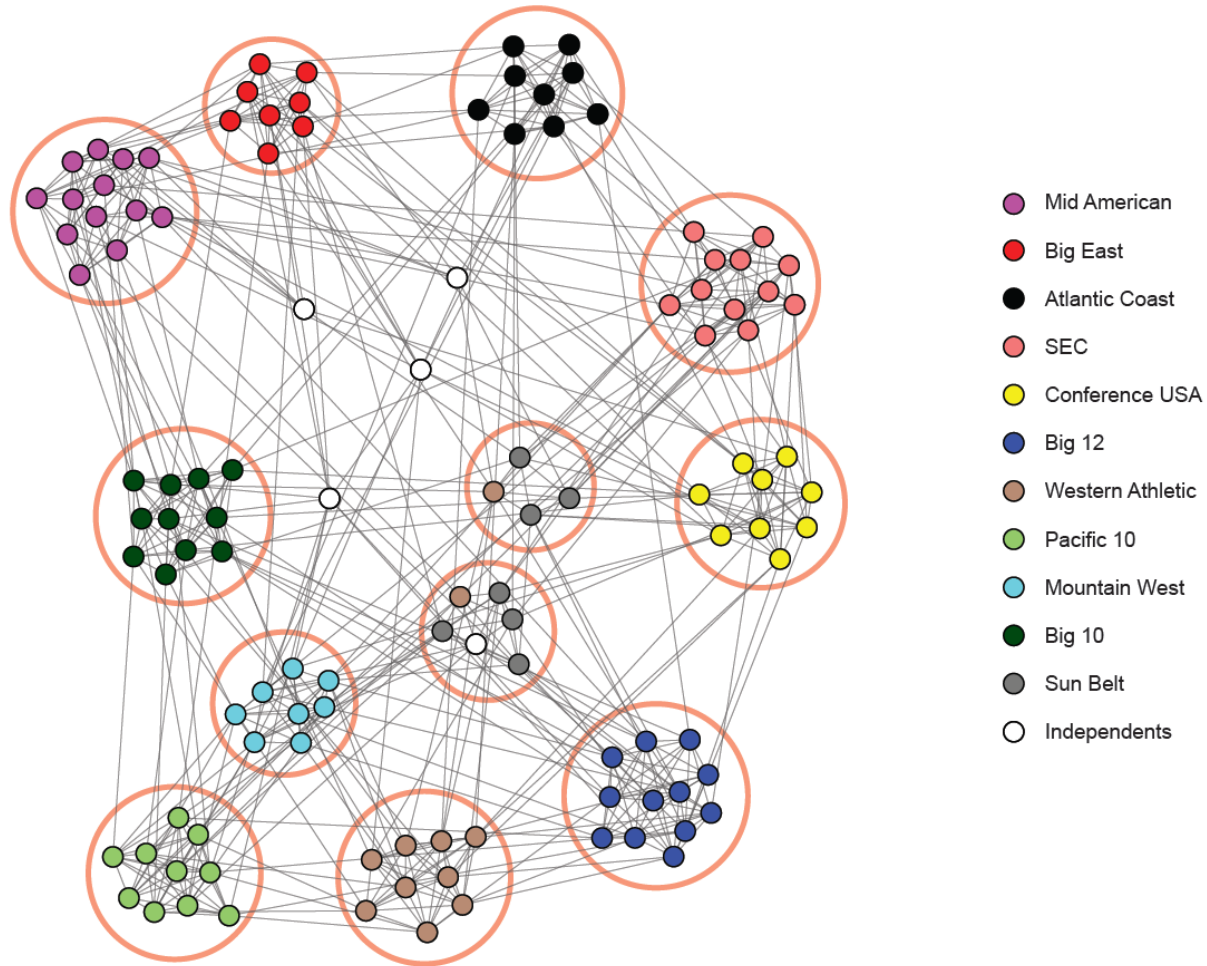 Mid American
Big East
Atlantic Coast
SEC
Conference USA
Big 12
Western Athletic
Pacific 10
Mountain West
Big 10
Sun Belt
Independents